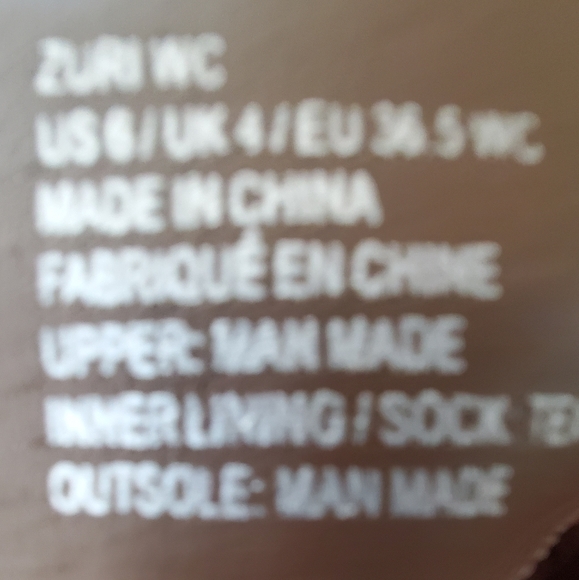 ZURI WC
US 6 / UK 4 / EU 36.5 WC
MADE IN CHINA
FABRIQUÉ EN CHINE
UPPER: MAN MADE
INNER LINING / SOCK
OUTSOLE: MAN MADE